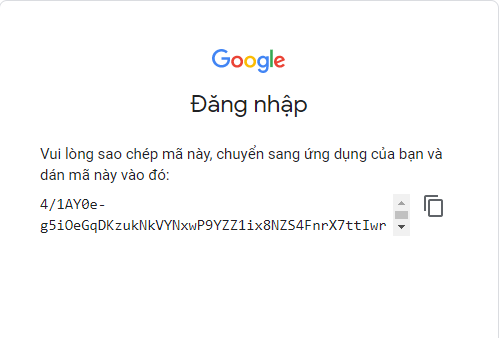 Google
Đăng nhập
Vui lòng sao chép mã này, chuyển sang ứng dụng của bạn và
dán mã này vào đó:
4/1AY0e-
g5iOeGqDKzukNkVYNxwP9YZZ1ix8NZS4FnrX7ttIwr